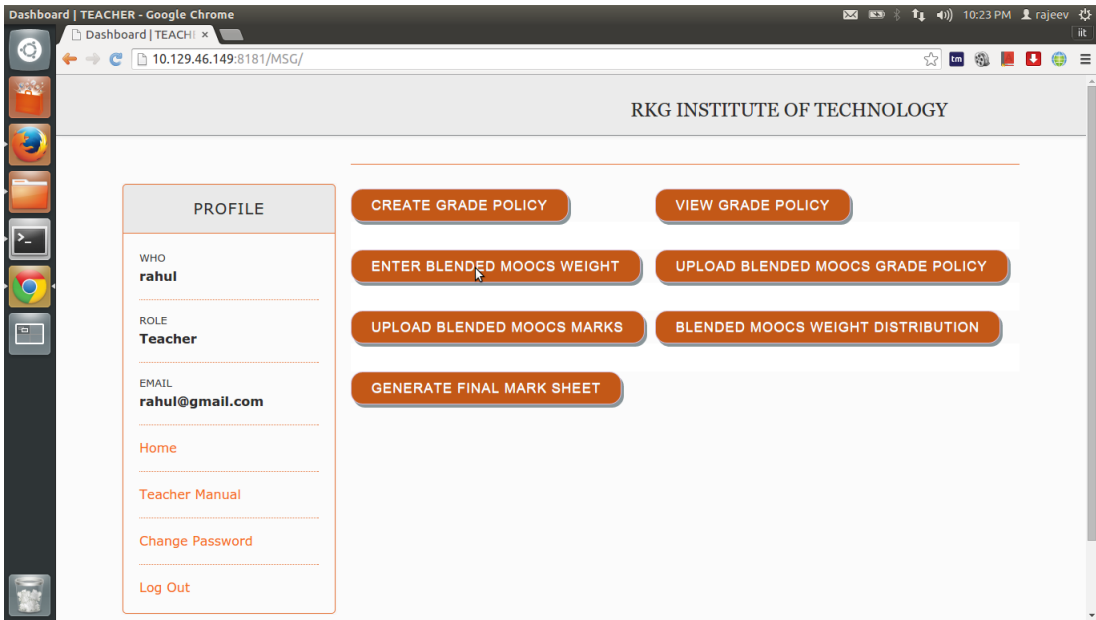 Dashboard | TEACHER - Google Chrome
10:23 PM
rajeev
Dashboard | TEACHI ×
iit
10.129.46.149:8181/MSG/
tm
RKG INSTITUTE OF TECHNOLOGY
PROFILE
WHO
rahul
ROLE
Teacher
EMAIL
rahul@gmail.com
Home
Teacher Manual
Change Password
Log Out
CREATE GRADE POLICY
VIEW GRADE POLICY
ENTER BLENDED MOOCS WEIGHT
UPLOAD BLENDED MOOCS GRADE POLICY
UPLOAD BLENDED MOOCS MARKS
BLENDED MOOCS WEIGHT DISTRIBUTION
GENERATE FINAL MARK SHEET